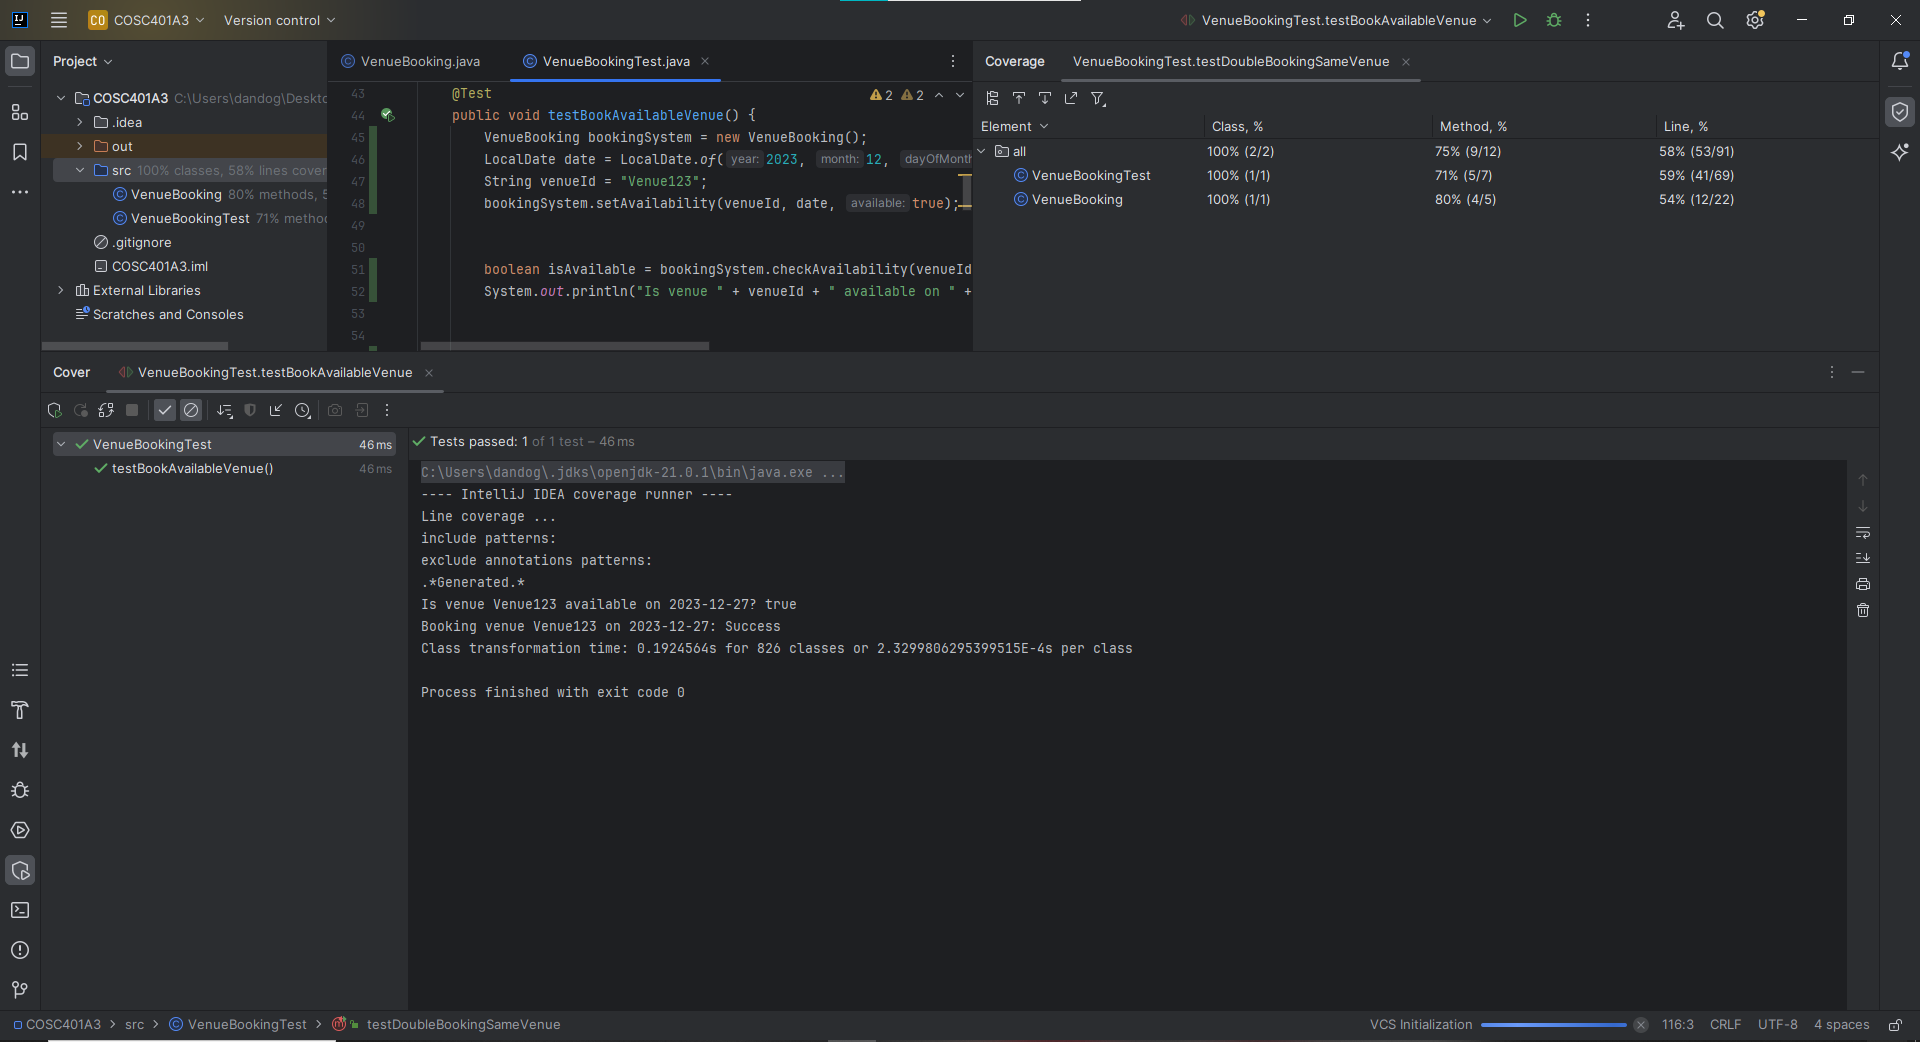 CO COSC401A3 Version control VenueBookingTest.testBookAvailableVenue
Project
COSC401A3 C:\Users\dandog\Deskto
.idea
out
src 100% classes, 58% lines cover
VenueBooking 80% methods, 5
VenueBookingTest 71% metho
.gitignore
COSC401A3.iml
External Libraries
Scratches and Consoles
VenueBooking.java VenueBookingTest.java
2 2
43 @Test
44 public void testBookAvailableVenue() {
45 VenueBooking bookingSystem = new VenueBooking();
46 LocalDate date = LocalDate.of( year: 2023, month: 12, dayOfMonth
47 String venueId = "Venue123";
48 bookingSystem.setAvailability(venueId, date, available: true);
49
50
51 boolean isAvailable = bookingSystem.checkAvailability(venueId
52 System.out.println("Is venue " + venueId + " available on " +
53
54
Coverage VenueBookingTest.testDoubleBookingSameVenue
Element Class, % Method, % Line, %
all 100% (2/2) 75% (9/12) 58% (53/91)
VenueBookingTest 100% (1/1) 71% (5/7) 59% (41/69)
VenueBooking 100% (1/1) 80% (4/5) 54% (12/22)
Cover VenueBookingTest.testBookAvailableVenue
VenueBookingTest 46 ms
testBookAvailableVenue() 46 ms
Tests passed: 1 of 1 test – 46 ms
C:\Users\dandog\.jdks\openjdk-21.0.1\bin\java.exe ...
---- IntelliJ IDEA coverage runner ----
Line coverage ...
include patterns:
exclude annotations patterns:
.*Generated.*
Is venue Venue123 available on 2023-12-27? true
Booking venue Venue123 on 2023-12-27: Success
Class transformation time: 0.1924564s for 826 classes or 2.3299806295399515E-4s per class
Process finished with exit code 0
COSC401A3 > src > VenueBookingTest > testDoubleBookingSameVenue
VCS Initialization 116:3 CRLF UTF-8 4 spaces